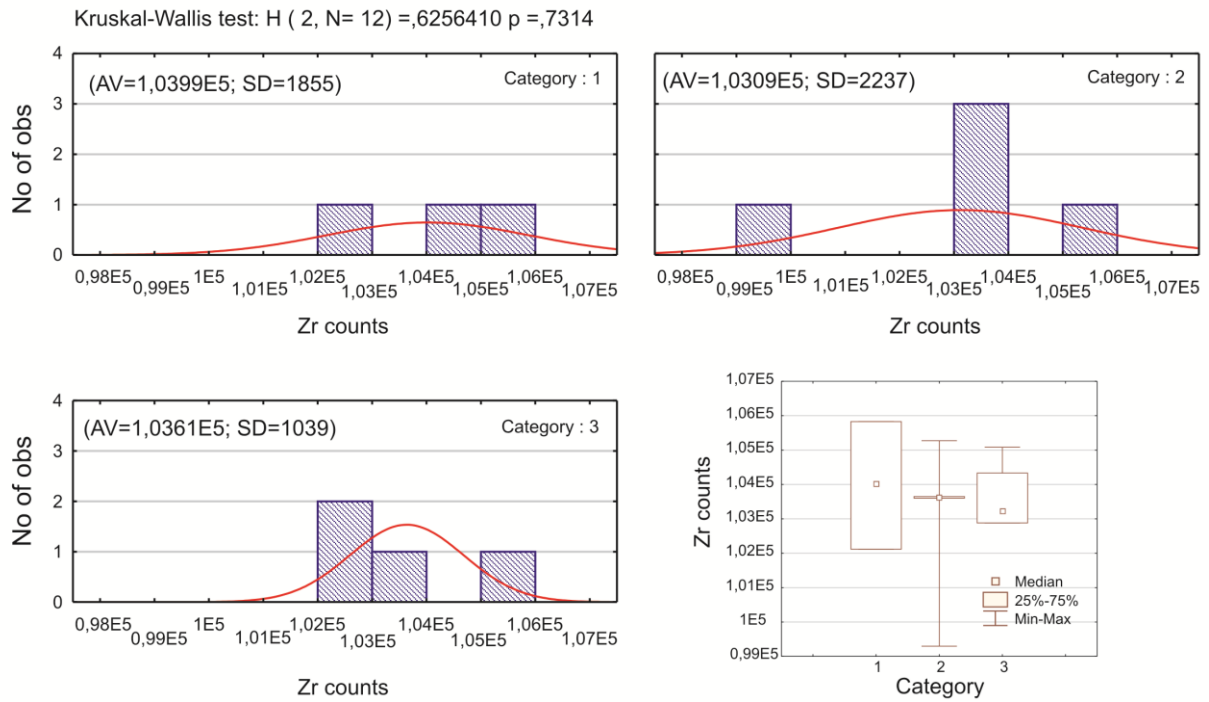 Kruskal-Wallis test: H ( 2, N= 12) =,6256410 p =,7314
(AV=1,0399E5; SD=1855)
Category : 1
No of obs
4
3
2
1
0
0,98E5 1E5 1,02E5 1,04E5 1,06E5
0,99E5 1,01E5 1,03E5 1,05E5 1,07E5
Zr counts
(AV=1,0309E5; SD=2237)
Category : 2
0,98E5 1E5 1,02E5 1,04E5 1,06E5
0,99E5 1,01E5 1,03E5 1,05E5 1,07E5
Zr counts
(AV=1,0361E5; SD=1039)
Category : 3
No of obs
4
3
2
1
0
0,98E5 1E5 1,02E5 1,04E5 1,06E5
0,99E5 1,01E5 1,03E5 1,05E5 1,07E5
Zr counts
Zr counts
1,07E5
1,06E5
1,05E5
1,04E5
1,03E5
1,02E5
1,01E5
1E5
0,99E5
Median
25%-75%
Min-Max
1 2 3
Category